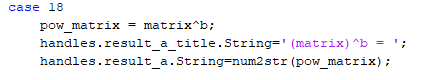 case 18
pow_matrix = matrix^b;
handles.result_a_title.String='(matrix)^b = ';
handles.result_a.String=num2str(pow_matrix);